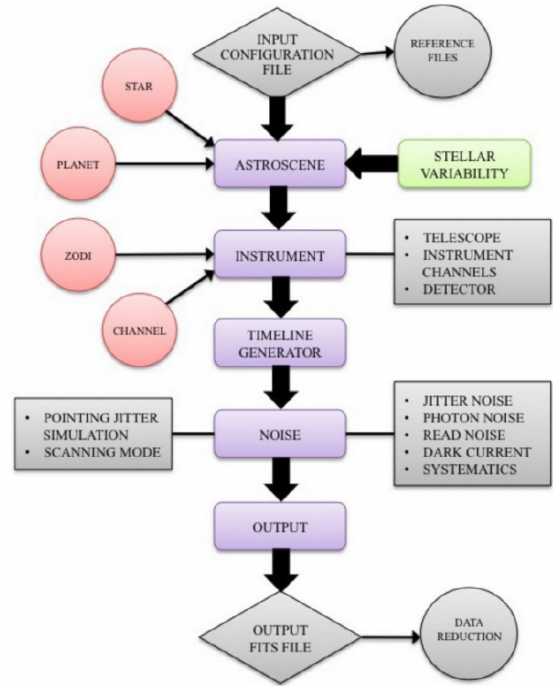 INPUT
CONFIGURATION
FILE
REFERENCE
FILES
STAR
PLANET
ASTROSCENE
STELLAR
VARIABILITY
ZODI
INSTRUMENT
• TELESCOPE
• INSTRUMENT
CHANNELS
• DETECTOR
CHANNEL
TIMELINE
GENERATOR
• POINTING JITTER
SIMULATION
• SCANNING MODE
NOISE
• JITTER NOISE
• PHOTON NOISE
• READ NOISE
• DARK CURRENT
• SYSTEMATICS
OUTPUT
OUTPUT
FITS FILE
DATA
REDUCTION